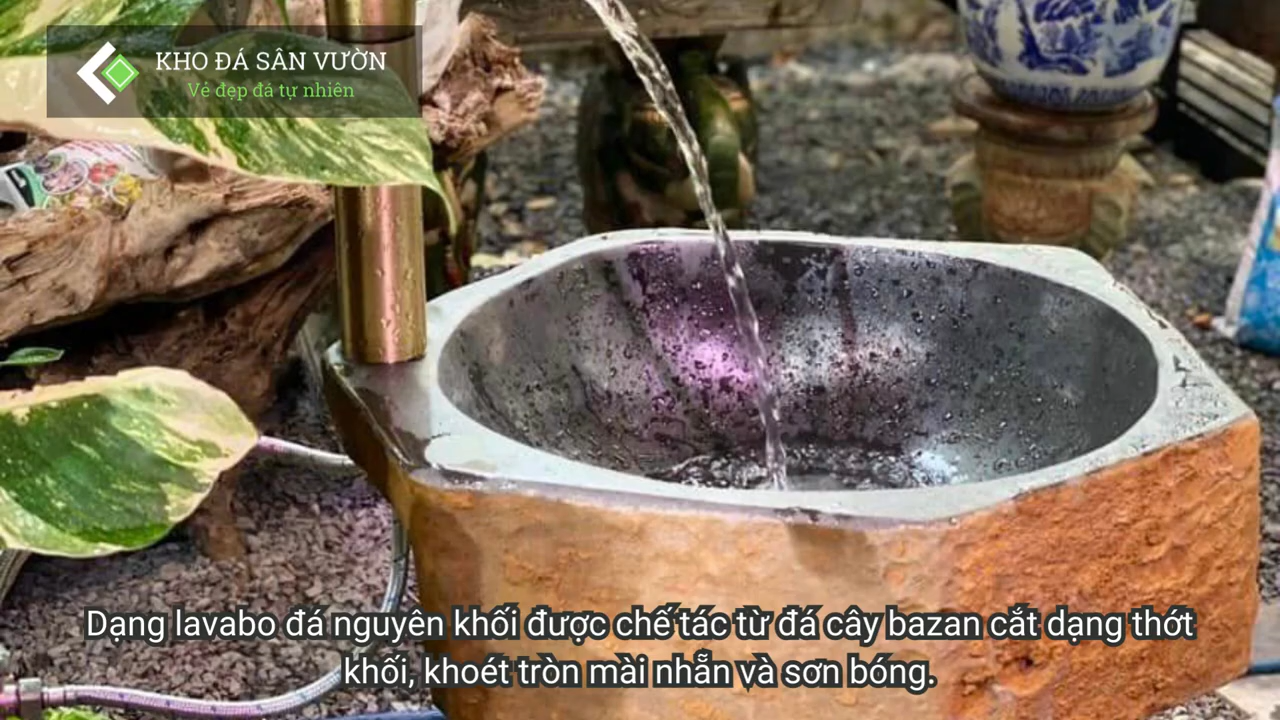 KHO ĐÁ SÂN VƯỜN
Vẻ đẹp đá tự nhiên
Dạng lavabo đá nguyên khối được chế tác từ đá cây bazan cắt dạng thớt
khối, khoét tròn mài nhẵn và sơn bóng.